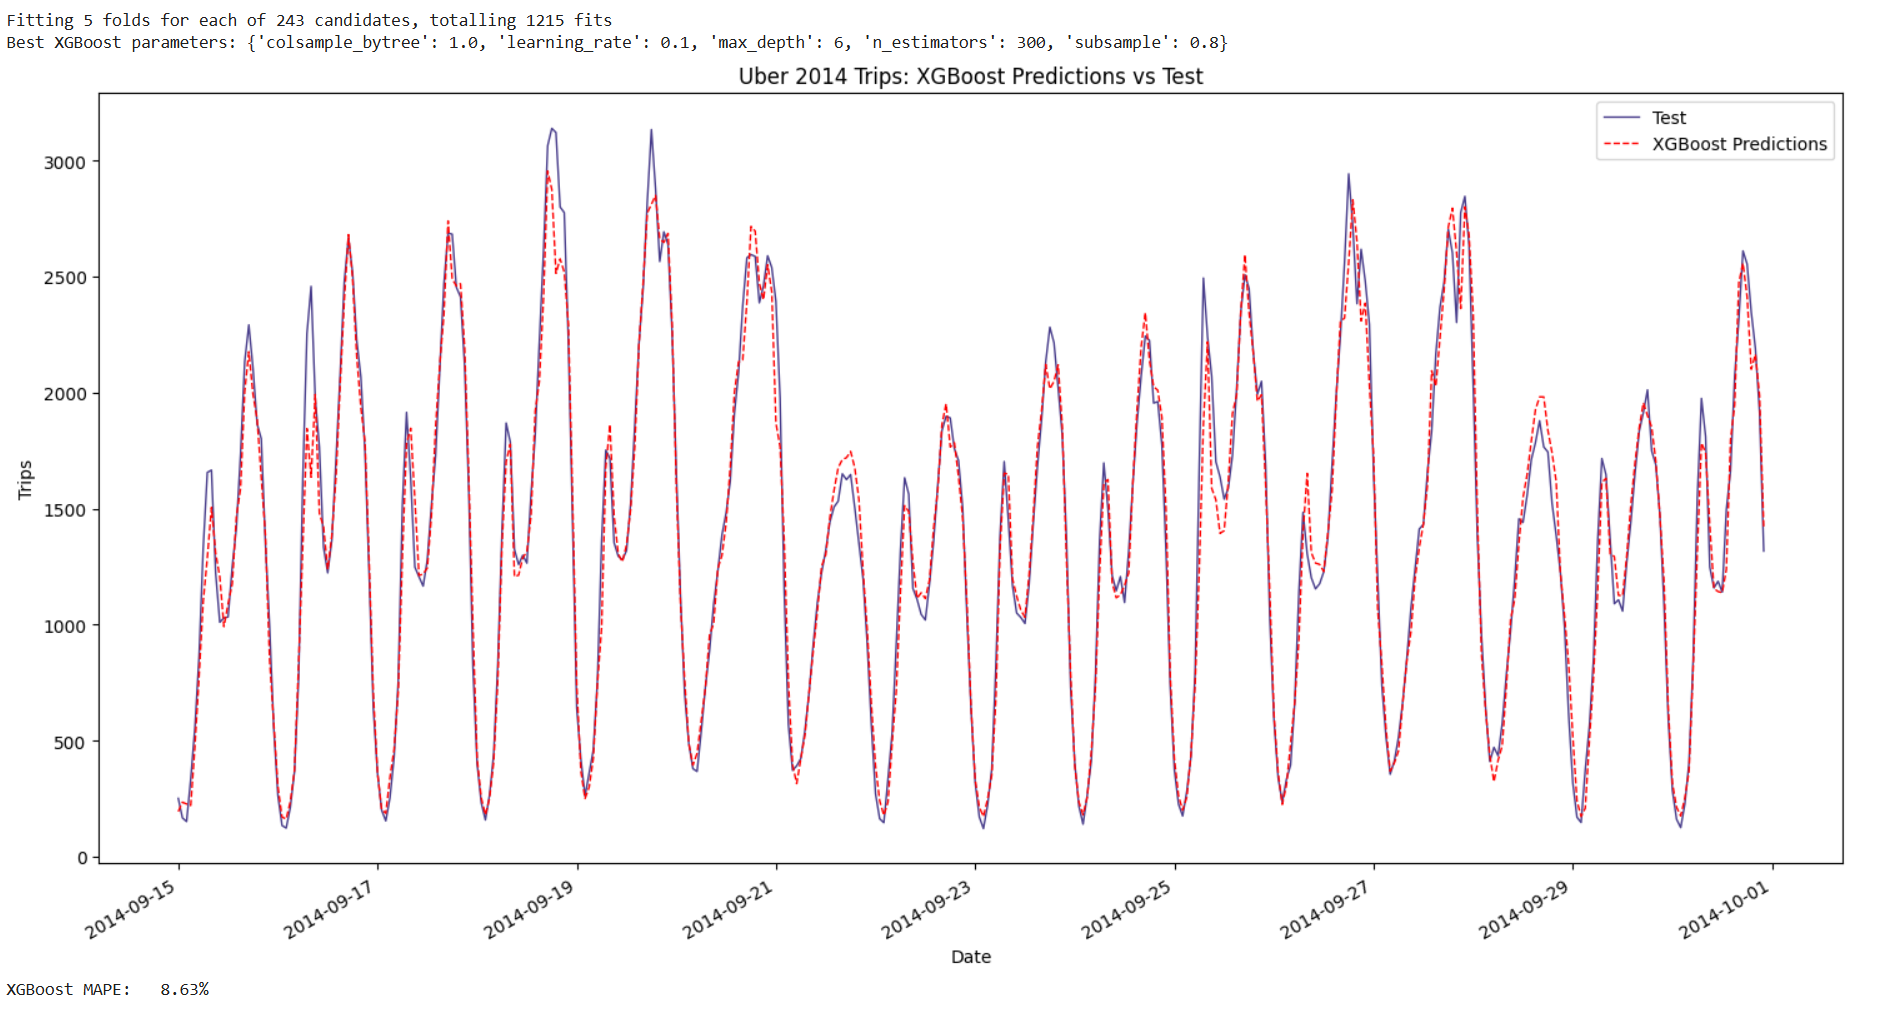 Fitting 5 folds for each of 243 candidates, totalling 1215 fits
Best XGBoost parameters: {'colsample_bytree': 1.0, 'learning_rate': 0.1, 'max_depth': 6, 'n_estimators': 300, 'subsample': 0.8}
Uber 2014 Trips: XGBoost Predictions vs Test
Test
XGBoost Predictions
3000
2500
2000
1500
1000
500
0
Trips
2014-09-15
2014-09-17
2014-09-19
2014-09-21
2014-09-23
2014-09-25
2014-09-27
2014-09-29
2014-10-01
Date
XGBoost MAPE:   8.63%